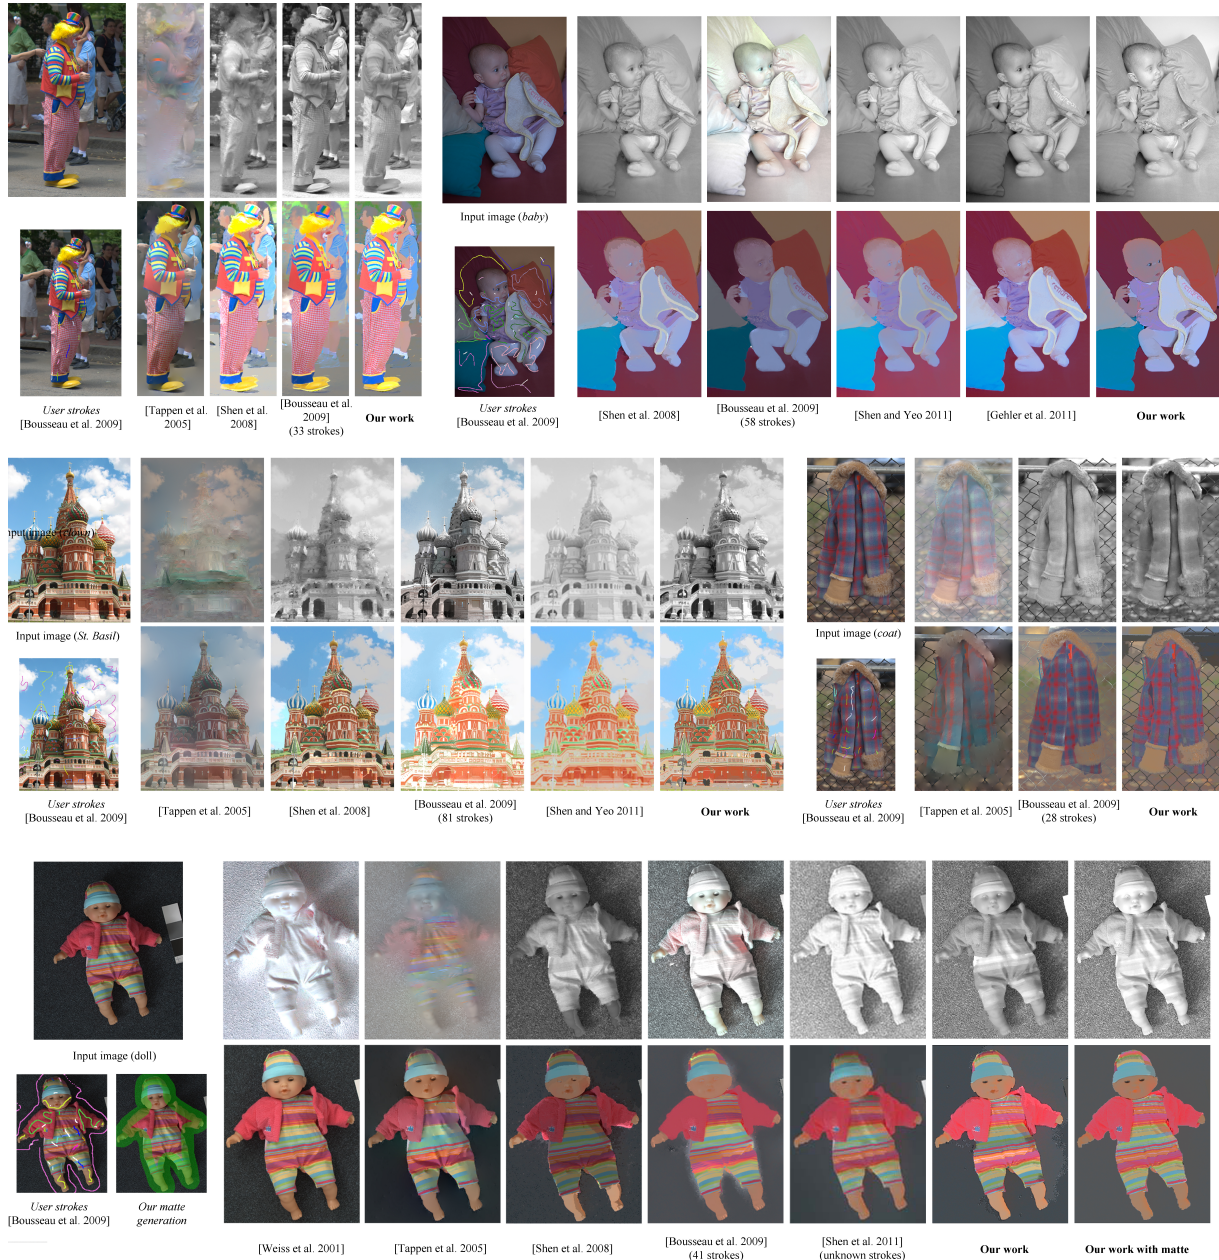 User strokes
[Bousseau et al. 2009]
[Tappen et al.
2005]
[Shen et al.
2008]
[Bousseau et al.
2009]
(33 strokes)
Our work
Input image (baby)
User strokes
[Bousseau et al. 2009]
[Shen et al. 2008]
[Bousseau et al. 2009]
(58 strokes)
[Shen and Yeo 2011]
[Gehler et al. 2011]
Our work
nput image (clown)
Input image (St. Basil)
User strokes
[Bousseau et al. 2009]
[Tappen et al. 2005]
[Shen et al. 2008]
[Bousseau et al. 2009]
(81 strokes)
[Shen and Yeo 2011]
Our work
Input image (coat)
User strokes
[Bousseau et al. 2009]
[Tappen et al. 2005]
[Bousseau et al. 2009]
(28 strokes)
Our work
Input image (doll)
User strokes
[Bousseau et al. 2009]
Our matte
generation
[Weiss et al. 2001]
[Tappen et al. 2005]
[Shen et al. 2008]
[Bousseau et al. 2009]
(41 strokes)
[Shen et al. 2011]
(unknown strokes)
Our work
Our work with matte